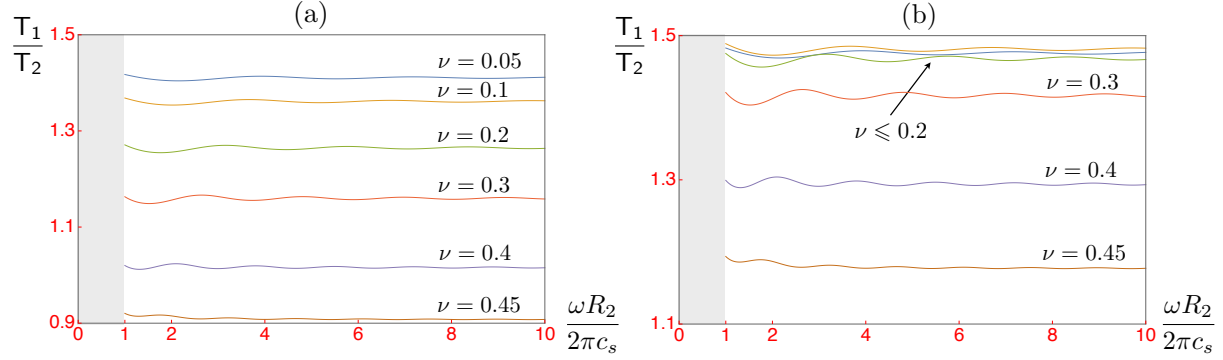 (a)
T₁/T₂
1.5
1.3
1.1
0.9
ν = 0.05
ν = 0.1
ν = 0.2
ν = 0.3
ν = 0.4
ν = 0.45
0 1 2 4 6 8 10
ωR₂/2πcₛ
(b)
T₁/T₂
1.5
1.3
1.1
ν = 0.3
ν ⩽ 0.2
ν = 0.4
ν = 0.45
0 1 2 4 6 8 10
ωR₂/2πcₛ